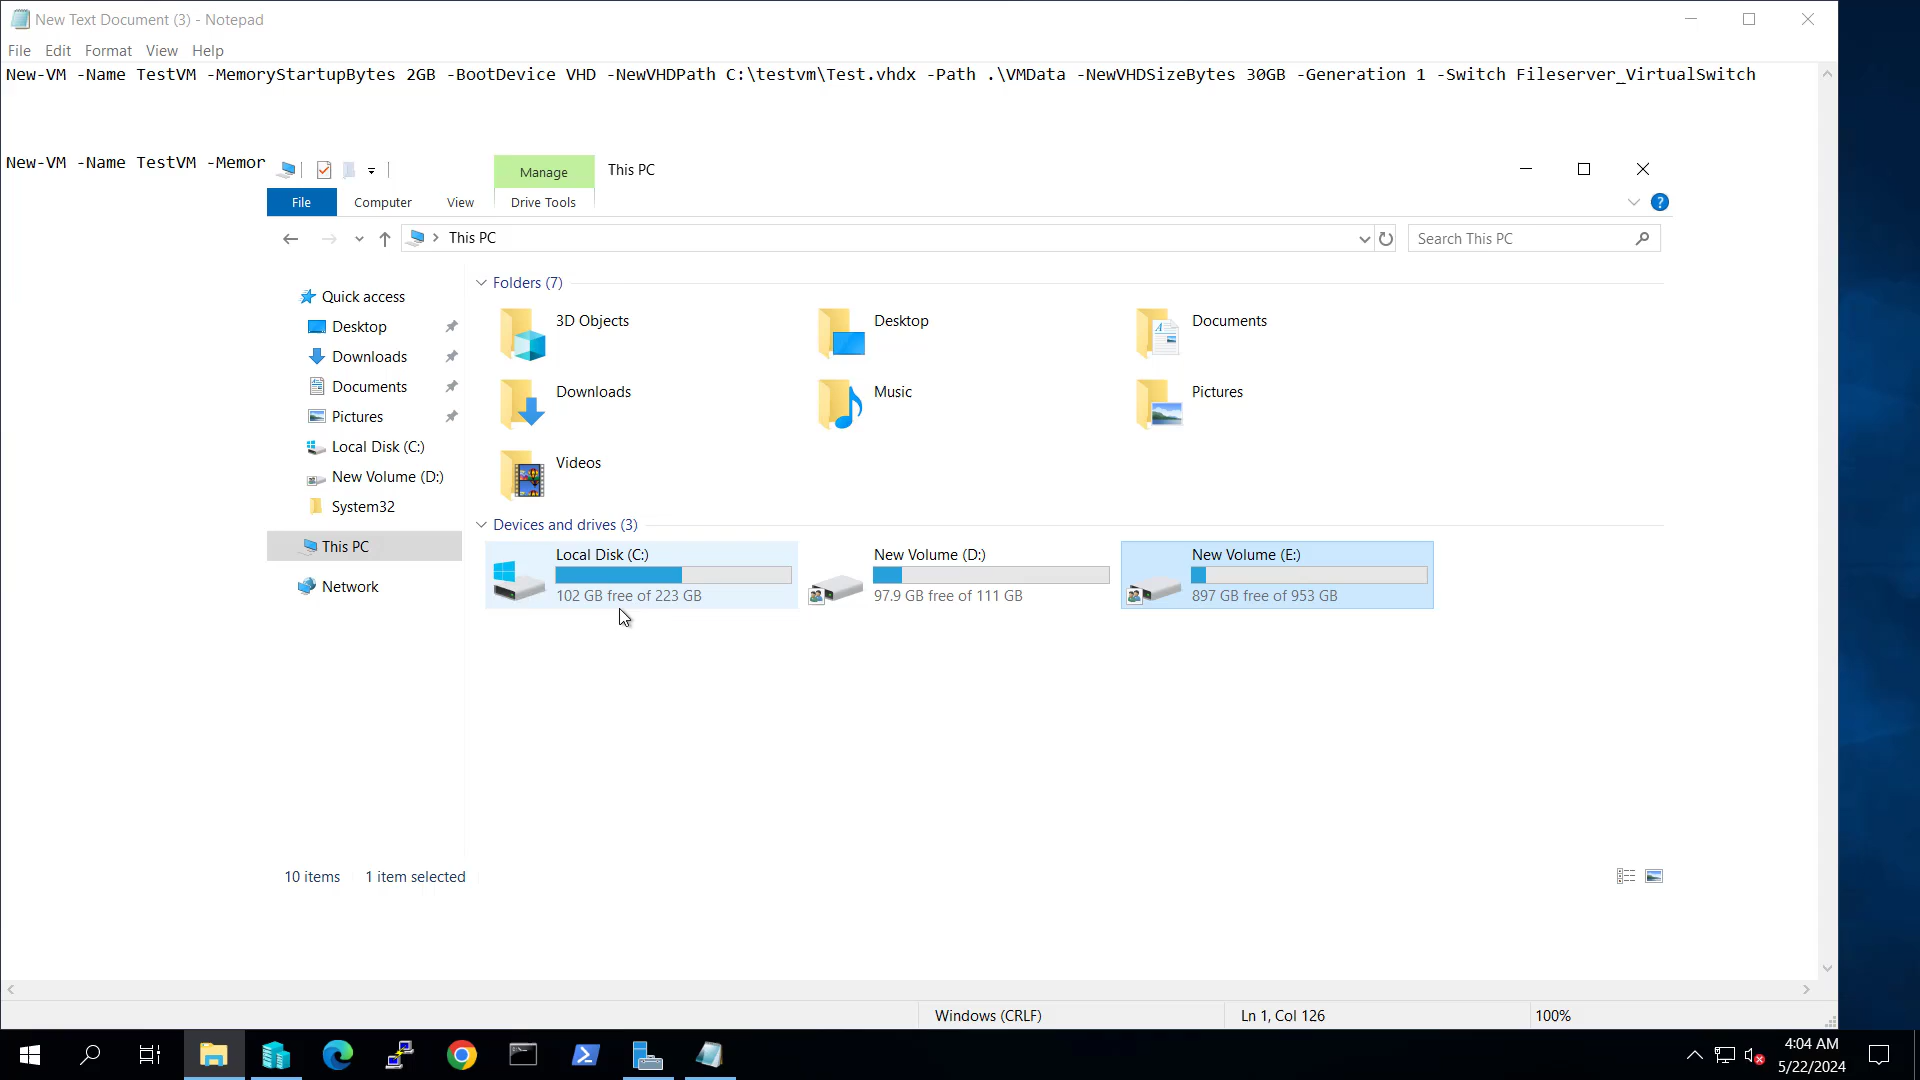 New Text Document (3) - Notepad
File Edit Format View Help
New-VM -Name TestVM -MemoryStartupBytes 2GB -BootDevice VHD -NewVHDPath C:\testvm\Test.vhdx -Path .\VMData -NewVHDSizeBytes 30GB -Generation 1 -Switch Fileserver_VirtualSwitch
New-VM -Name TestVM -Memor
Manage
This PC
File Computer View Drive Tools
?
This PC
Search This PC
Quick access
Desktop
Downloads
Documents
Pictures
Local Disk (C:)
New Volume (D:)
System32
This PC
Network
Folders (7)
3D Objects
Desktop
Documents
Downloads
Music
Pictures
Videos
Devices and drives (3)
Local Disk (C:)
102 GB free of 223 GB
New Volume (D:)
97.9 GB free of 111 GB
New Volume (E:)
897 GB free of 953 GB
10 items 1 item selected
Windows (CRLF) Ln 1, Col 126 100%
4:04 AM
5/22/2024